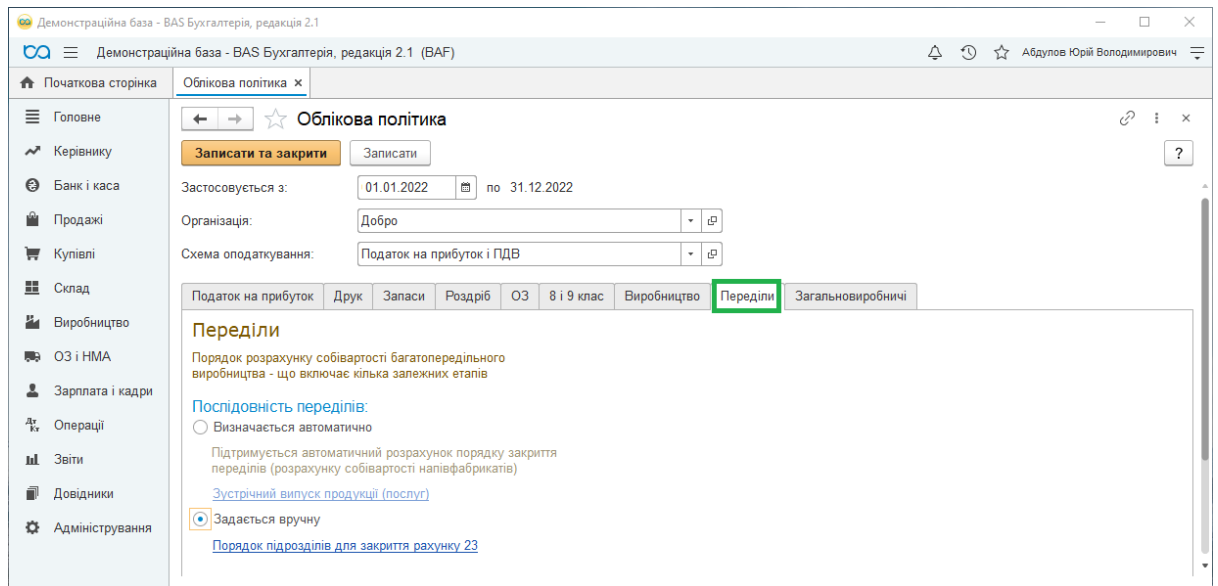 Демонстраційна база - BAS Бухгалтерія, редакція 2.1
Демонстраційна база - BAS Бухгалтерія, редакція 2.1 (BAF)
Абдулов Юрій Володимирович
Початкова сторінка
Облікова політика ×
Головне
Керівнику
Банк і каса
Продажі
Купівлі
Склад
Виробництво
ОЗ і НМА
Зарплата і кадри
Дт Кт Операції
Звіти
Довідники
Адміністрування
Облікова політика
Записати та закрити
Записати
?
Застосовується з: 01.01.2022 по 31.12.2022
Організація: Добро
Схема оподаткування: Податок на прибуток і ПДВ
Податок на прибуток Друк Запаси Роздріб ОЗ 8 і 9 клас Виробництво Переділи Загальновиробничі
Переділи
Порядок розрахунку собівартості багатопередільного
виробництва - що включає кілька залежних етапів
Послідовність переділів:
Визначається автоматично
Підтримується автоматичний розрахунок порядку закриття
переділів (розрахунку собівартості напівфабрикатів)
Зустрічний випуск продукції (послуг)
Задається вручну
Порядок підрозділів для закриття рахунку 23